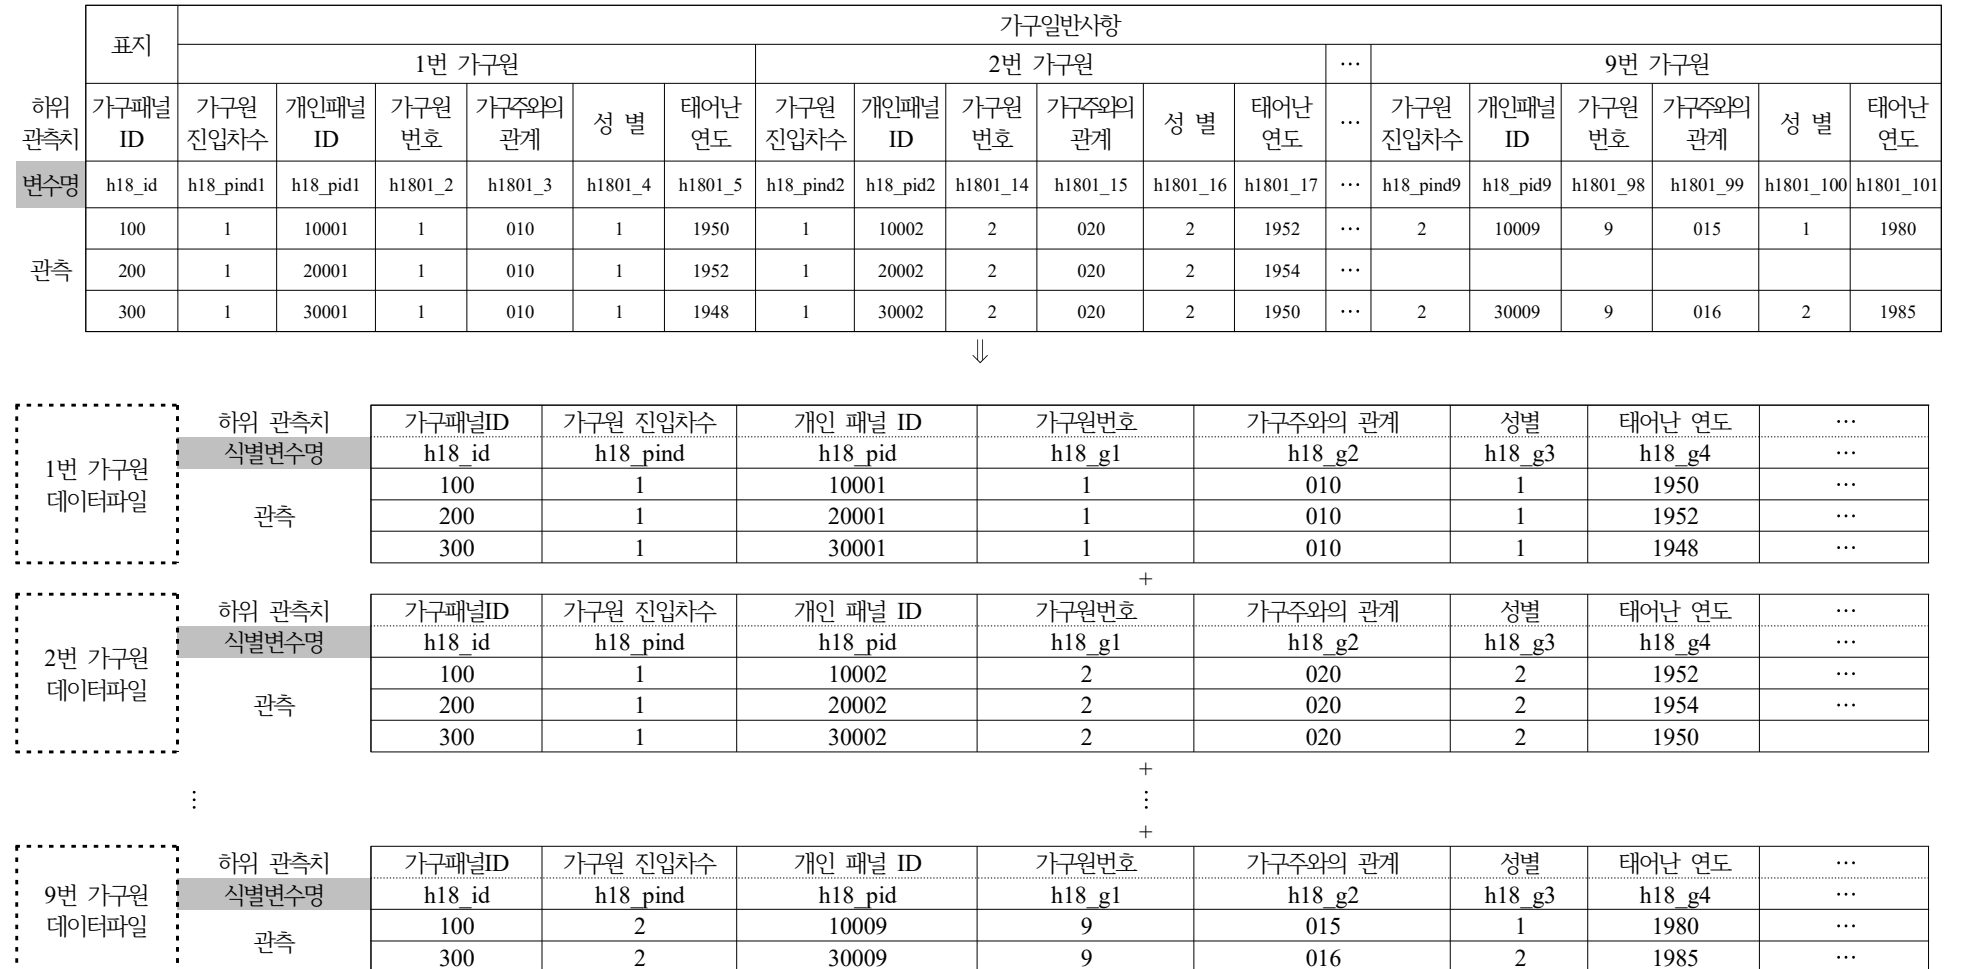 표지 가구일반사항
1번 가구원 2번 가구원 … 9번 가구원
하위 가구패널 가구원 개인패널 가구원 가구주와의 성 별 태어난 가구원 개인패널 가구원 가구주와의 성 별 태어난 … 가구원 개인패널 가구원 가구주와의 성 별 태어난
관측치 ID 진입차수 ID 번호 관계 연도 진입차수 ID 번호 관계 연도 진입차수 ID 번호 관계 연도
변수명 h18_id h18_pind1 h18_pid1 h1801_2 h1801_3 h1801_4 h1801_5 h18_pind2 h18_pid2 h1801_14 h1801_15 h1801_16 h1801_17 … h18_pind9 h18_pid9 h1801_98 h1801_99 h1801_100 h1801_101
100 1 10001 1 010 1 1950 1 10002 2 020 2 1952 … 2 10009 9 015 1 1980
관측 200 1 20001 1 010 1 1952 1 20002 2 020 2 1954 …
300 1 30001 1 010 1 1948 1 30002 2 020 2 1950 … 2 30009 9 016 2 1985
⇓
1번 가구원
데이터파일
하위 관측치 가구패널ID 가구원 진입차수 개인 패널 ID 가구원번호 가구주와의 관계 성별 태어난 연도 …
식별변수명 h18_id h18_pind h18_pid h18_g1 h18_g2 h18_g3 h18_g4 …
100 1 10001 1 010 1 1950 …
관측 200 1 20001 1 010 1 1952 …
300 1 30001 1 010 1 1948 …
+
2번 가구원
데이터파일
하위 관측치 가구패널ID 가구원 진입차수 개인 패널 ID 가구원번호 가구주와의 관계 성별 태어난 연도 …
식별변수명 h18_id h18_pind h18_pid h18_g1 h18_g2 h18_g3 h18_g4 …
100 1 10002 2 020 2 1952 …
관측 200 1 20002 2 020 2 1954 …
300 1 30002 2 020 2 1950
+
⋮ ⋮
+
9번 가구원
데이터파일
하위 관측치 가구패널ID 가구원 진입차수 개인 패널 ID 가구원번호 가구주와의 관계 성별 태어난 연도 …
식별변수명 h18_id h18_pind h18_pid h18_g1 h18_g2 h18_g3 h18_g4 …
관측 100 2 10009 9 015 1 1980 …
300 2 30009 9 016 2 1985 …